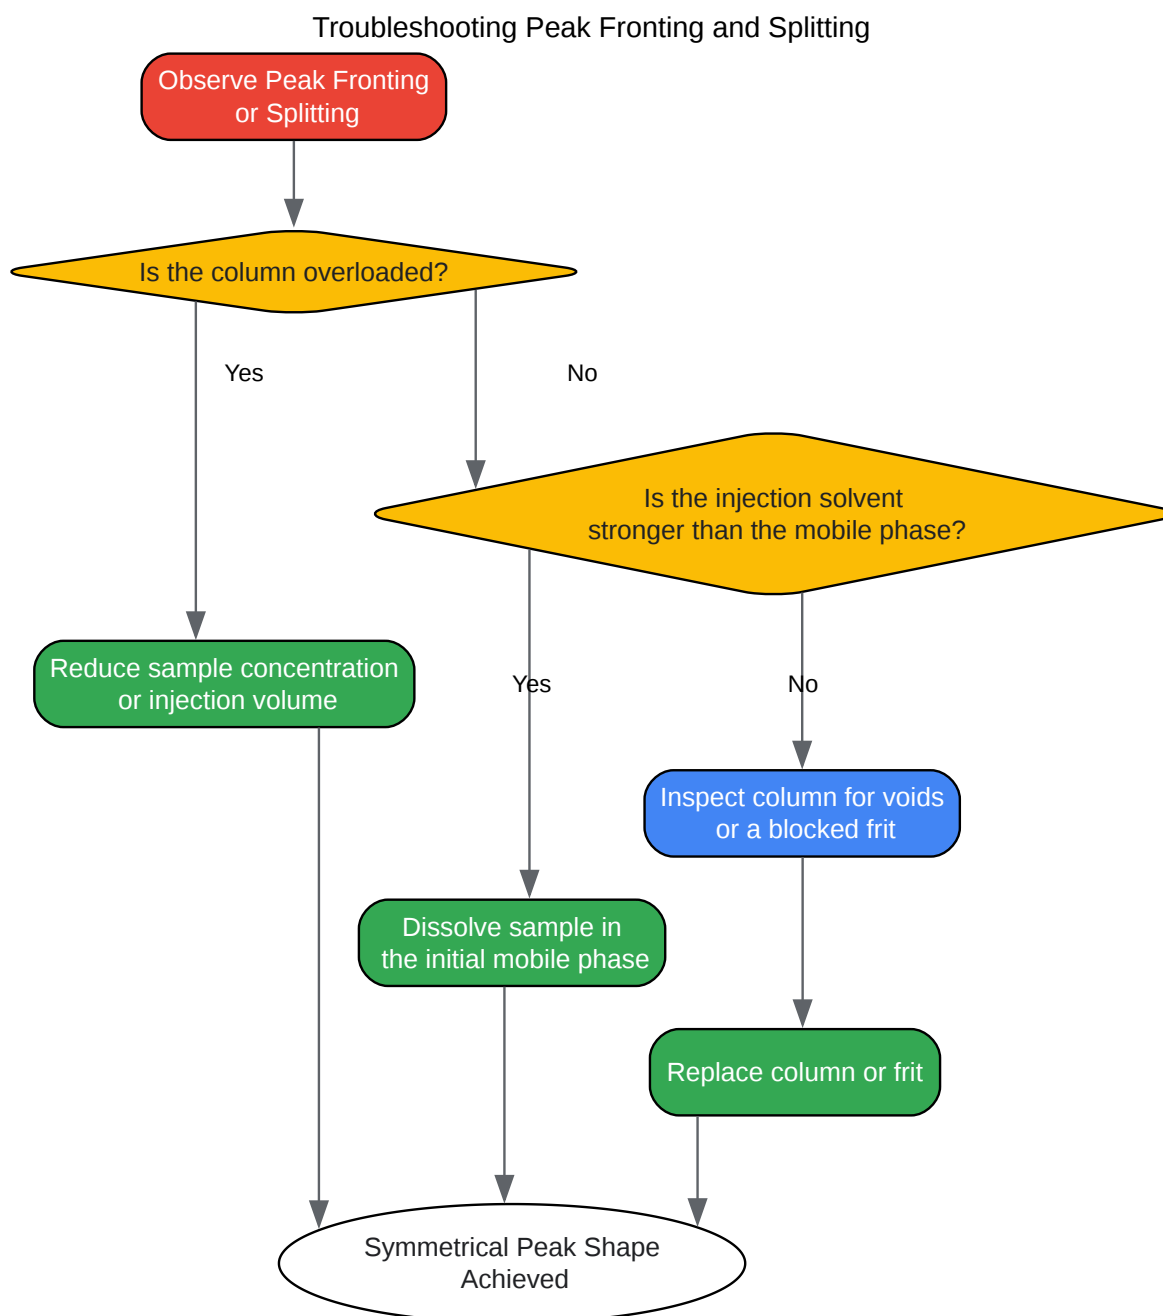 Troubleshooting Peak Fronting and Splitting
Observe Peak Fronting
or Splitting
Is the column overloaded?
Yes
No
Is the injection solvent
stronger than the mobile phase?
Reduce sample concentration
or injection volume
Yes
No
Inspect column for voids
or a blocked frit
Dissolve sample in
the initial mobile phase
Replace column or frit
Symmetrical Peak Shape
Achieved